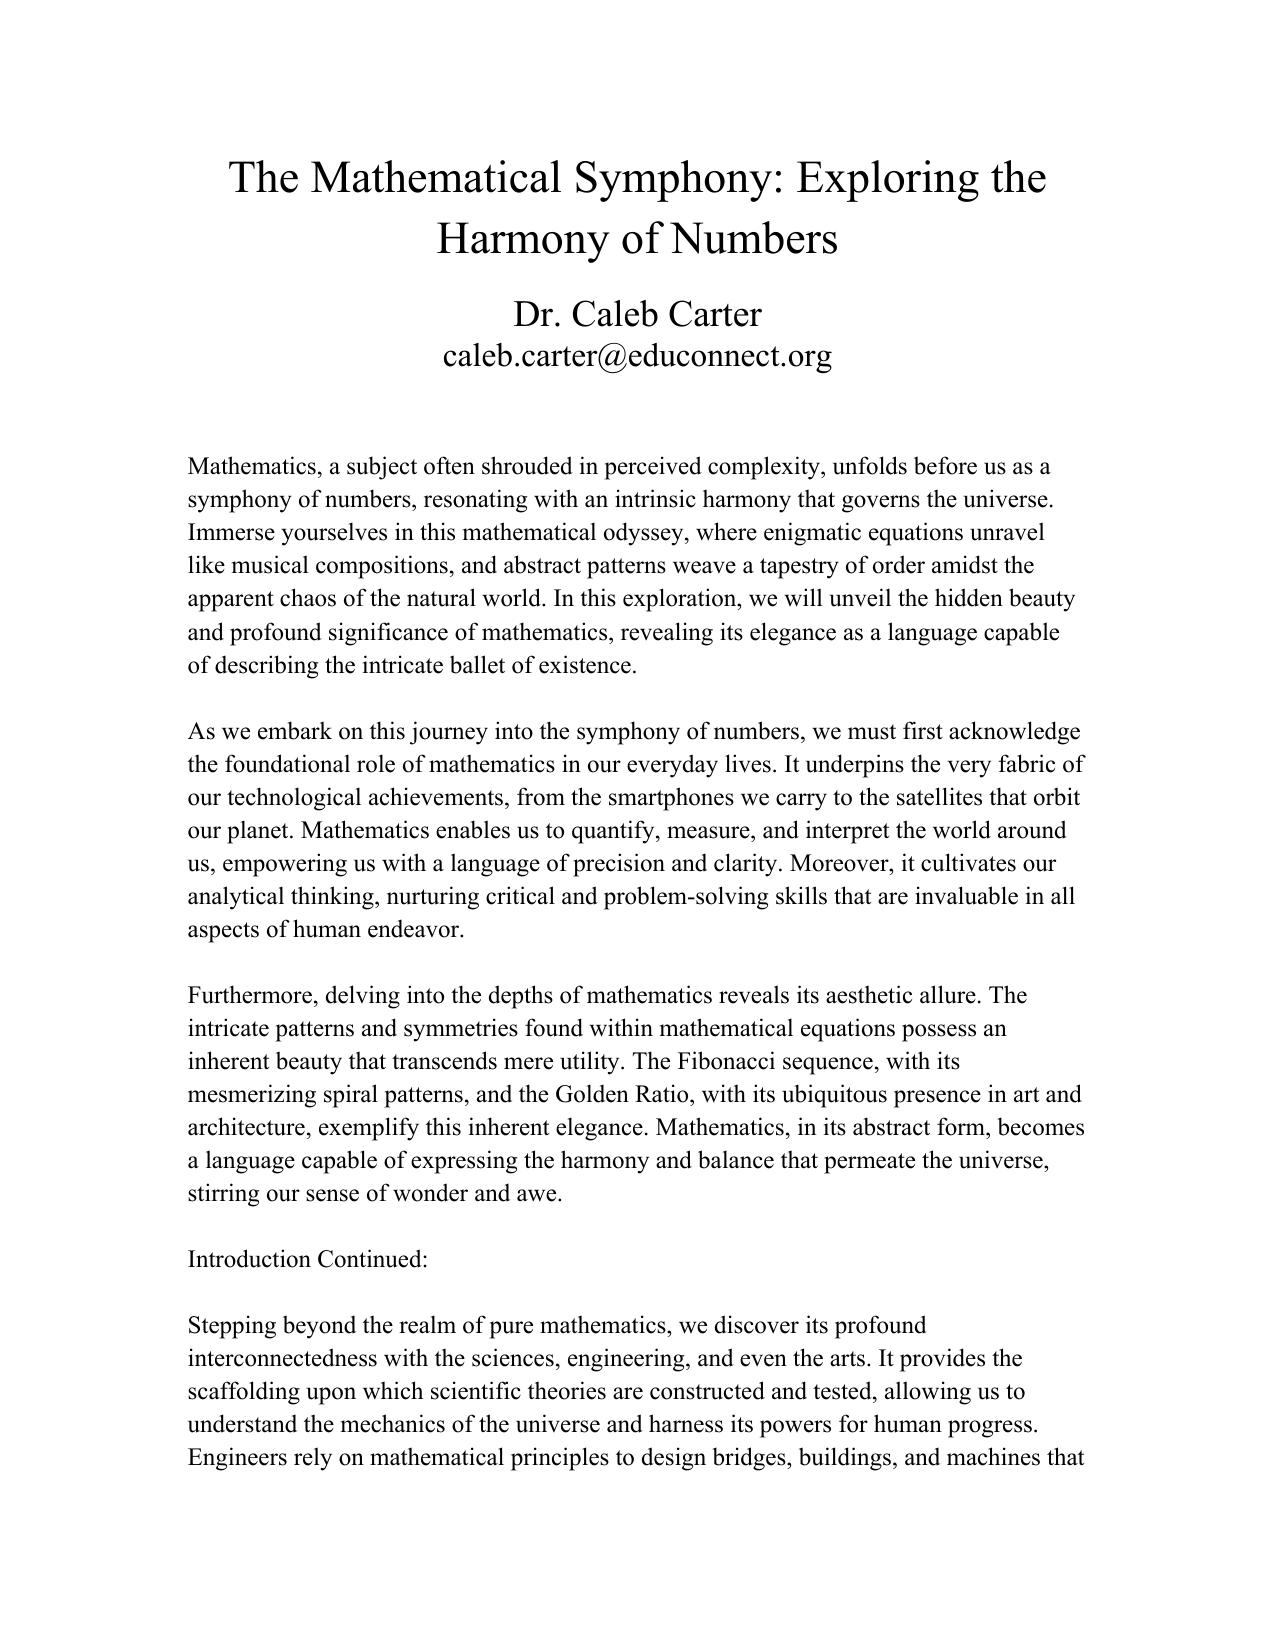 The Mathematical Symphony: Exploring the
Harmony of Numbers
Dr. Caleb Carter
caleb.carter@educonnect.org
Mathematics, a subject often shrouded in perceived complexity, unfolds before us as a
symphony of numbers, resonating with an intrinsic harmony that governs the universe.
Immerse yourselves in this mathematical odyssey, where enigmatic equations unravel
like musical compositions, and abstract patterns weave a tapestry of order amidst the
apparent chaos of the natural world. In this exploration, we will unveil the hidden beauty
and profound significance of mathematics, revealing its elegance as a language capable
of describing the intricate ballet of existence.
As we embark on this journey into the symphony of numbers, we must first acknowledge
the foundational role of mathematics in our everyday lives. It underpins the very fabric of
our technological achievements, from the smartphones we carry to the satellites that orbit
our planet. Mathematics enables us to quantify, measure, and interpret the world around
us, empowering us with a language of precision and clarity. Moreover, it cultivates our
analytical thinking, nurturing critical and problem-solving skills that are invaluable in all
aspects of human endeavor.
Furthermore, delving into the depths of mathematics reveals its aesthetic allure. The
intricate patterns and symmetries found within mathematical equations possess an
inherent beauty that transcends mere utility. The Fibonacci sequence, with its
mesmerizing spiral patterns, and the Golden Ratio, with its ubiquitous presence in art and
architecture, exemplify this inherent elegance. Mathematics, in its abstract form, becomes
a language capable of expressing the harmony and balance that permeate the universe,
stirring our sense of wonder and awe.
Introduction Continued:
Stepping beyond the realm of pure mathematics, we discover its profound
interconnectedness with the sciences, engineering, and even the arts. It provides the
scaffolding upon which scientific theories are constructed and tested, allowing us to
understand the mechanics of the universe and harness its powers for human progress.
Engineers rely on mathematical principles to design bridges, buildings, and machines that